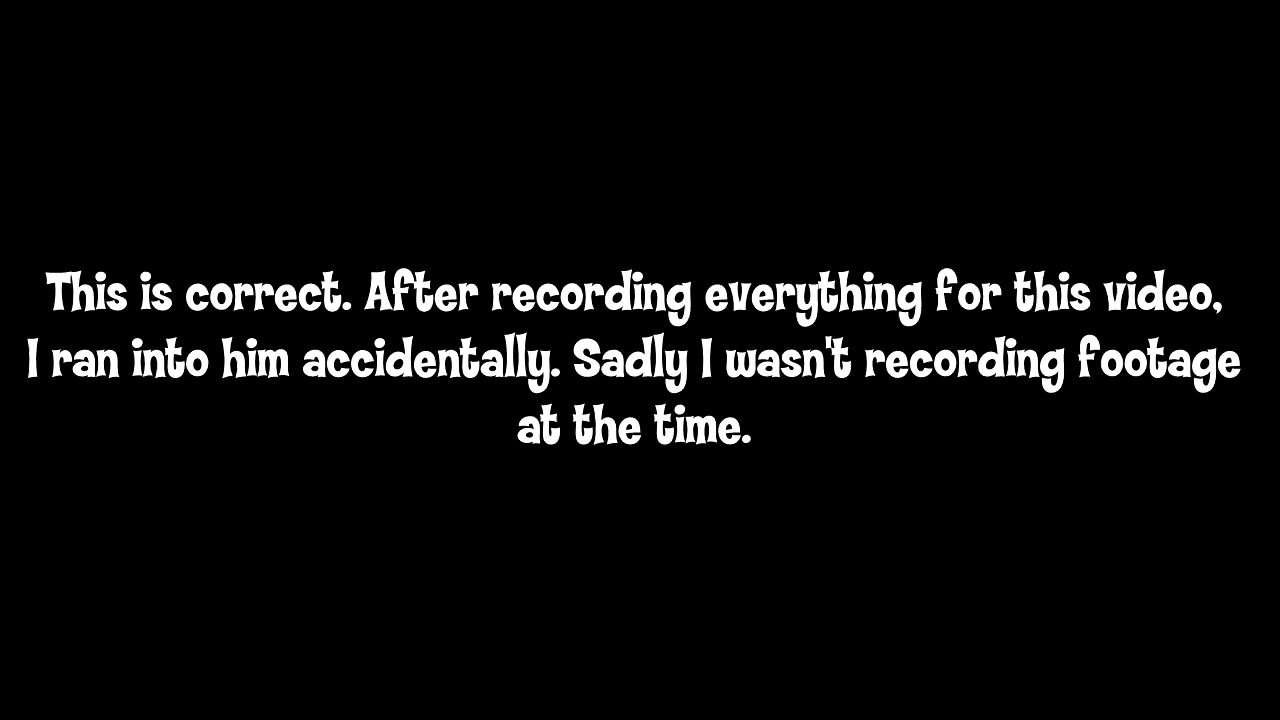 This is correct. After recording everything for this video,
I ran into him accidentally. Sadly I wasn't recording footage
at the time.